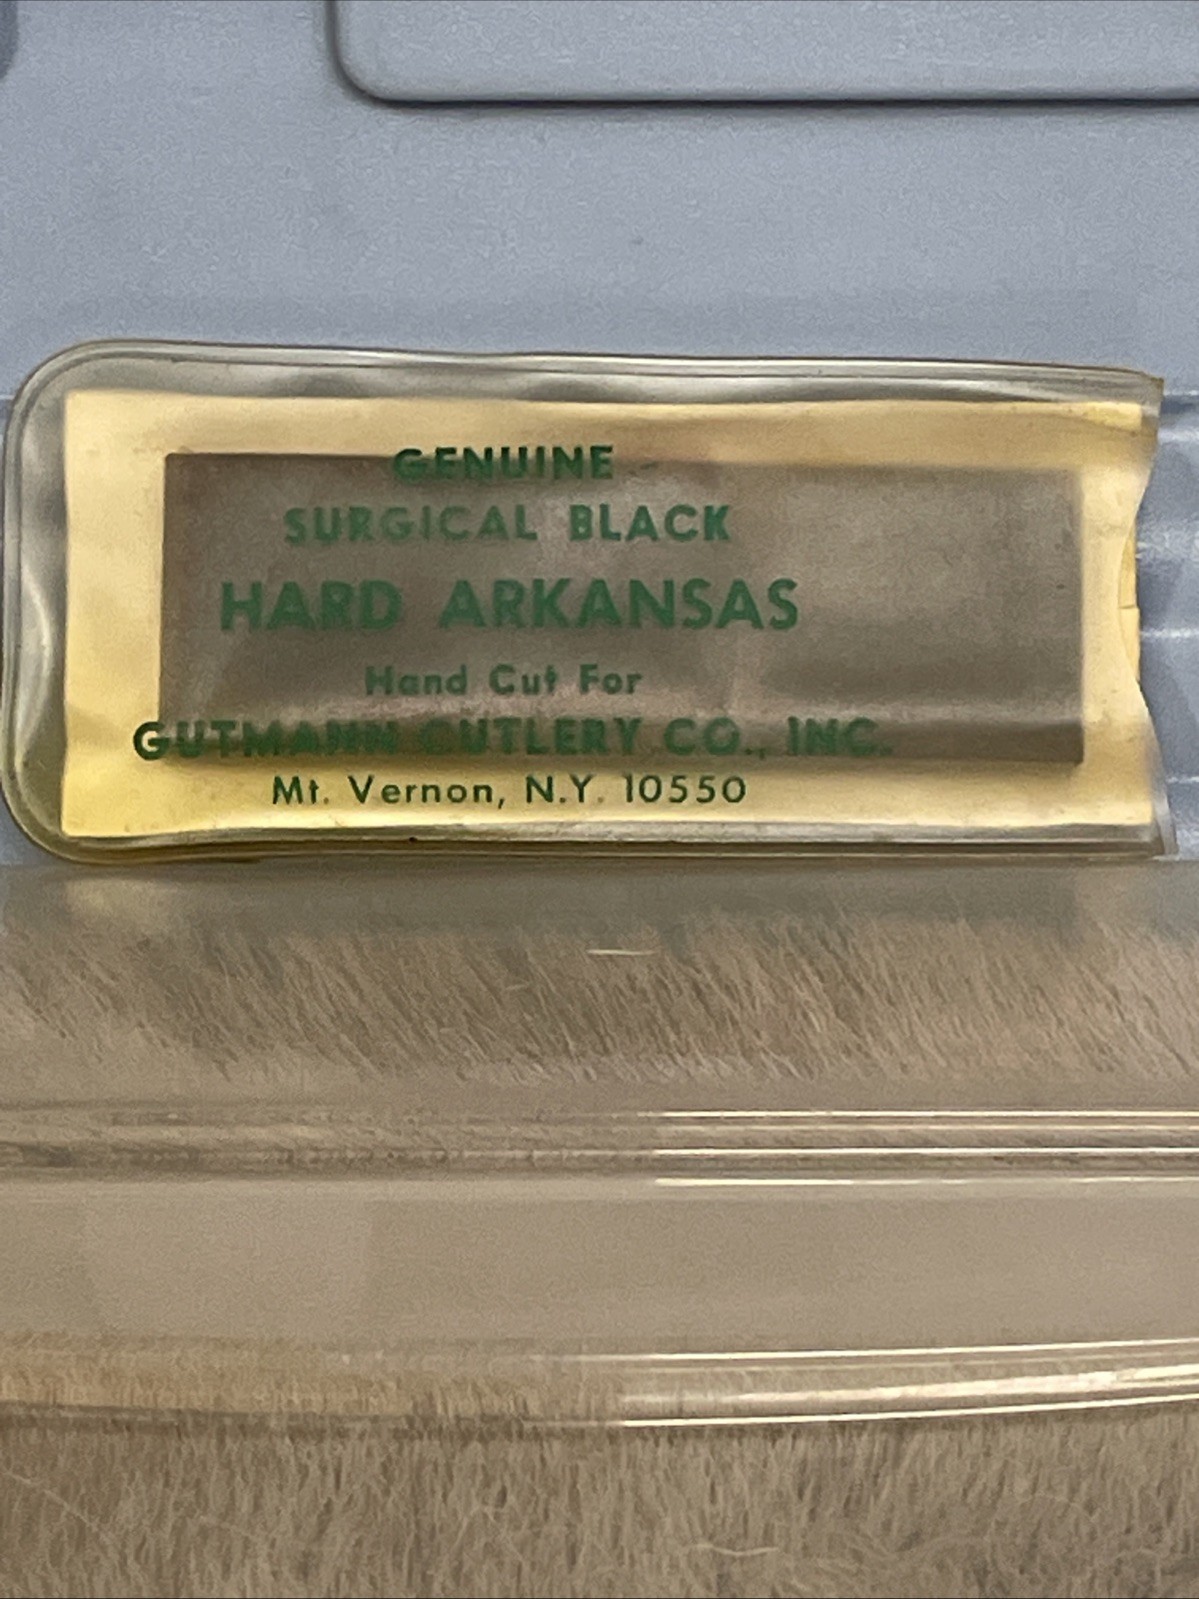 GENUINE
SURGICAL BLACK
HARD ARKANSAS
Hand Cut For
GUTMANN CUTLERY CO., INC.
Mt. Vernon, N.Y. 10550